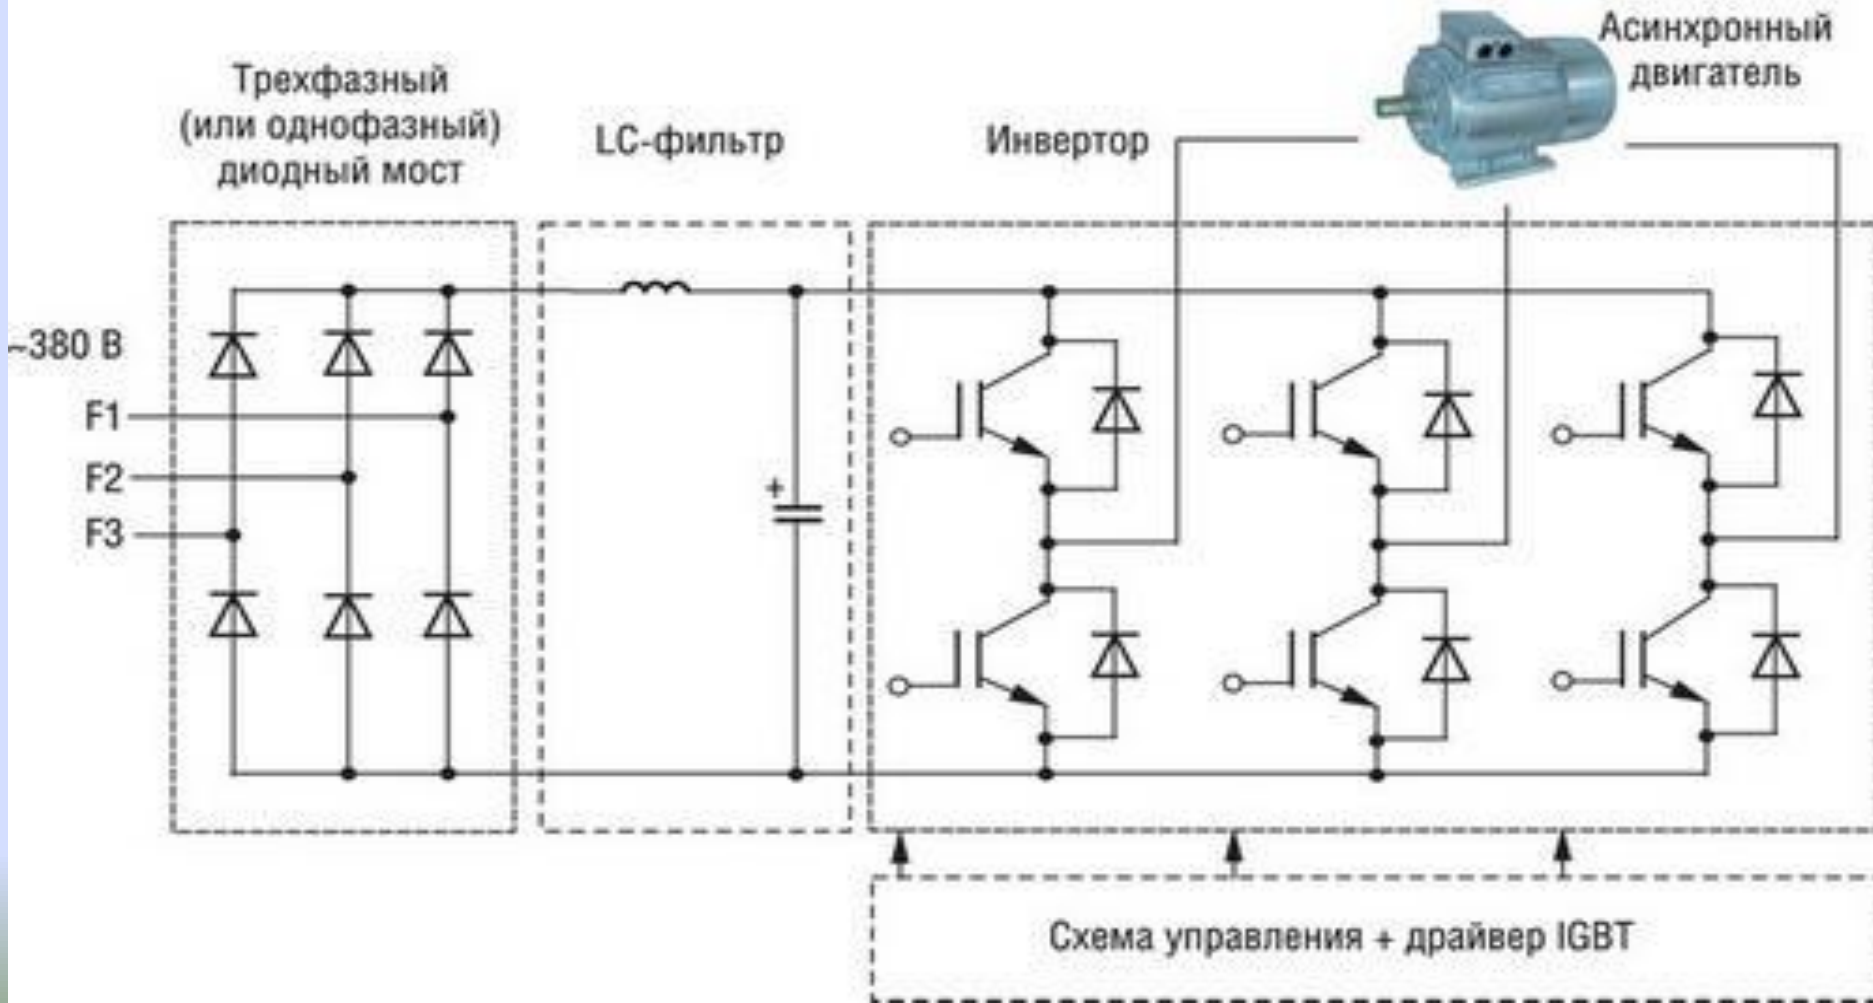 Трехфазный
(или однофазный)
диодный мост
LC-фильтр
Инвертор
Асинхронный
двигатель
~380 В
F1
F2
F3
+
Схема управления + драйвер IGBT